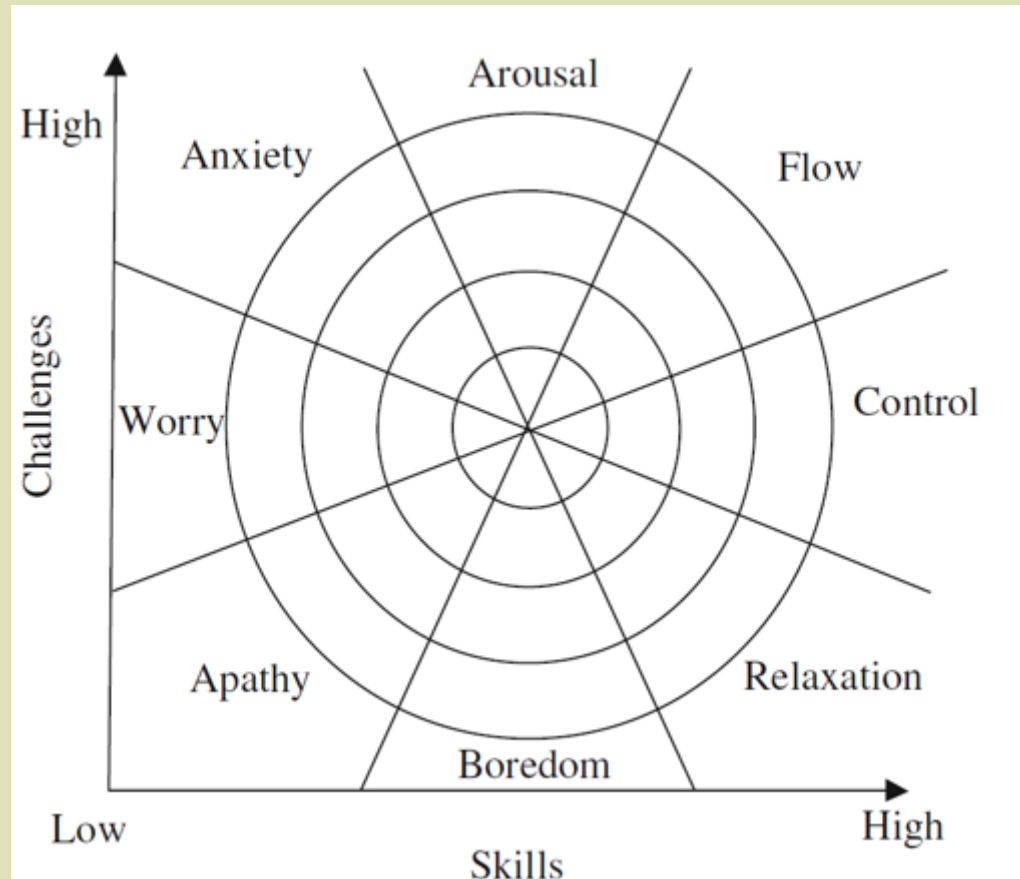 Arousal
High
Anxiety
Flow
Challenges
Worry
Control
Apathy
Relaxation
Boredom
Low
High
Skills